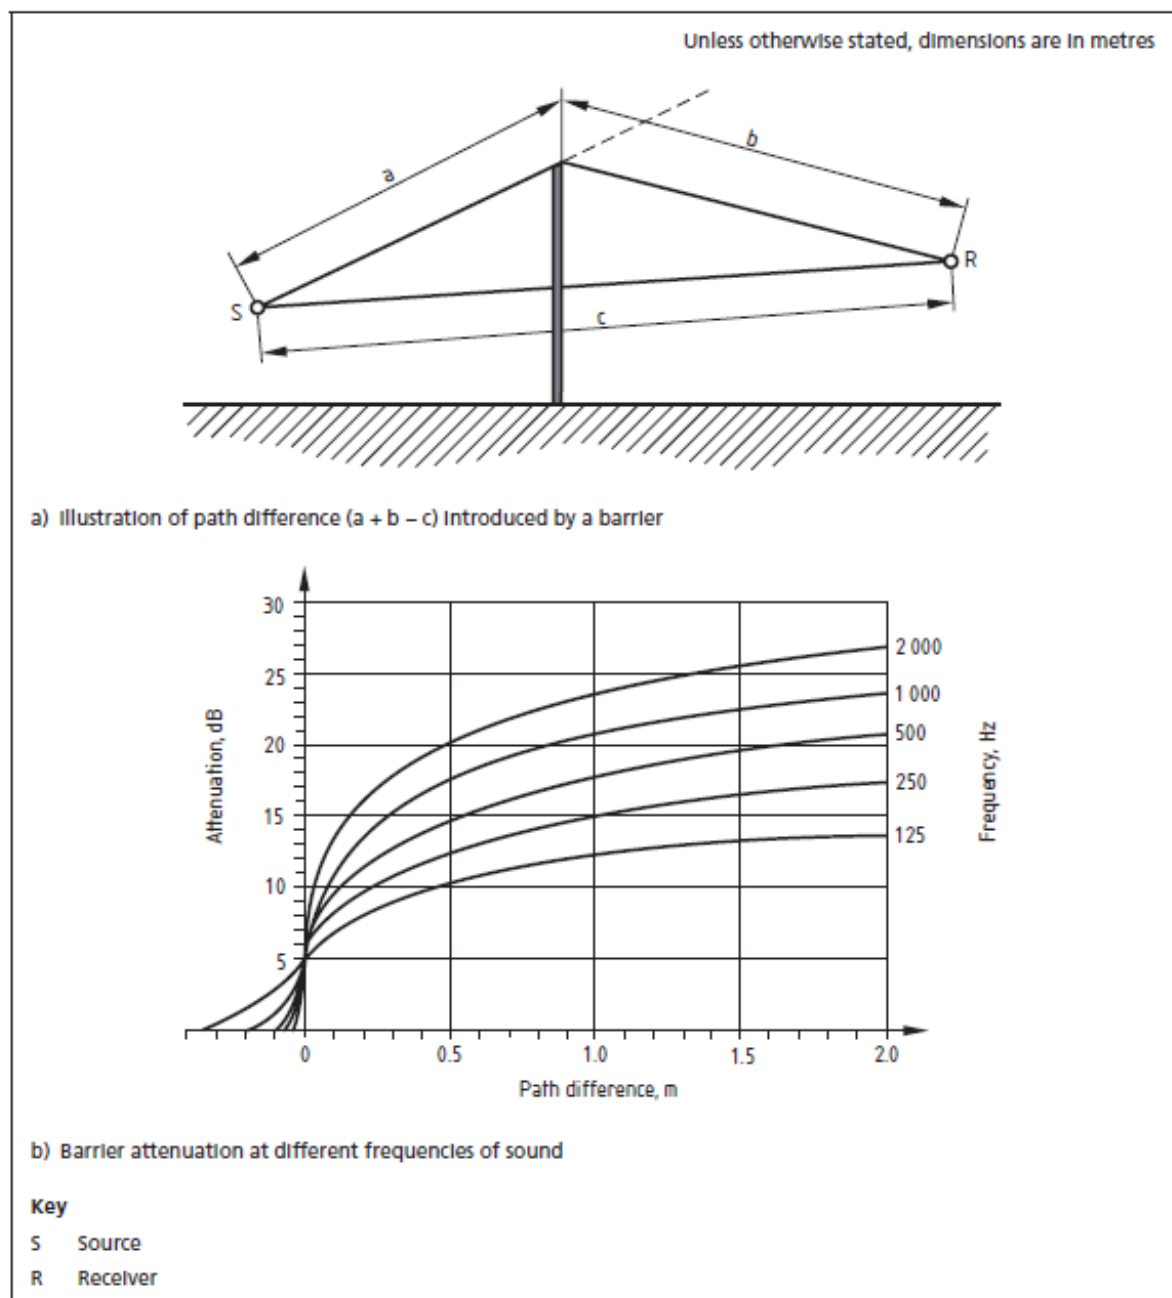 Unless otherwise stated, dimensions are in metres
a
b
S
R
c
a) Illustration of path difference (a + b – c) introduced by a barrier
30
25
20
15
10
5
Attenuation, dB
2 000
1 000
500
250
125
Frequency, Hz
0 0.5 1.0 1.5 2.0
Path difference, m
b) Barrier attenuation at different frequencies of sound
Key
S Source
R Receiver